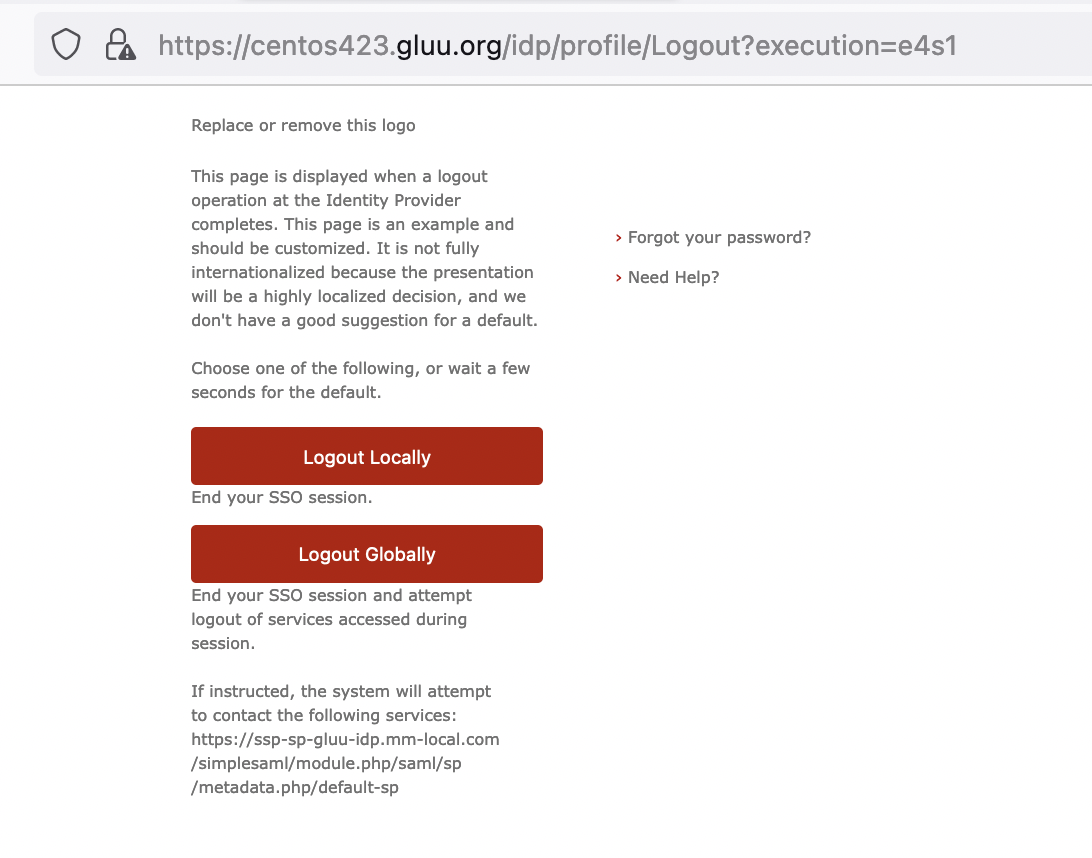 https://centos423.gluu.org/idp/profile/Logout?execution=e4s1
Replace or remove this logo
This page is displayed when a logout
operation at the Identity Provider
completes. This page is an example and
should be customized. It is not fully
internationalized because the presentation
will be a highly localized decision, and we
don't have a good suggestion for a default.
Choose one of the following, or wait a few
seconds for the default.
Logout Locally
End your SSO session.
Logout Globally
End your SSO session and attempt
logout of services accessed during
session.
If instructed, the system will attempt
to contact the following services:
https://ssp-sp-gluu-idp.mm-local.com
/simplesaml/module.php/saml/sp
/metadata.php/default-sp
› Forgot your password?
› Need Help?